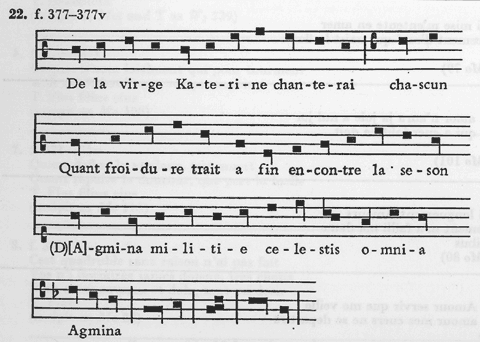 22. f. 377–377v
De la vir-ge Ka-te-ri-ne chan-te-rai chas-cun
Quant froi-du-re trait a fin en-con-tre la se-son
(D)[A]-gmi-na mi-li-ti-e ce-le-stis o-mni-a
Agmina